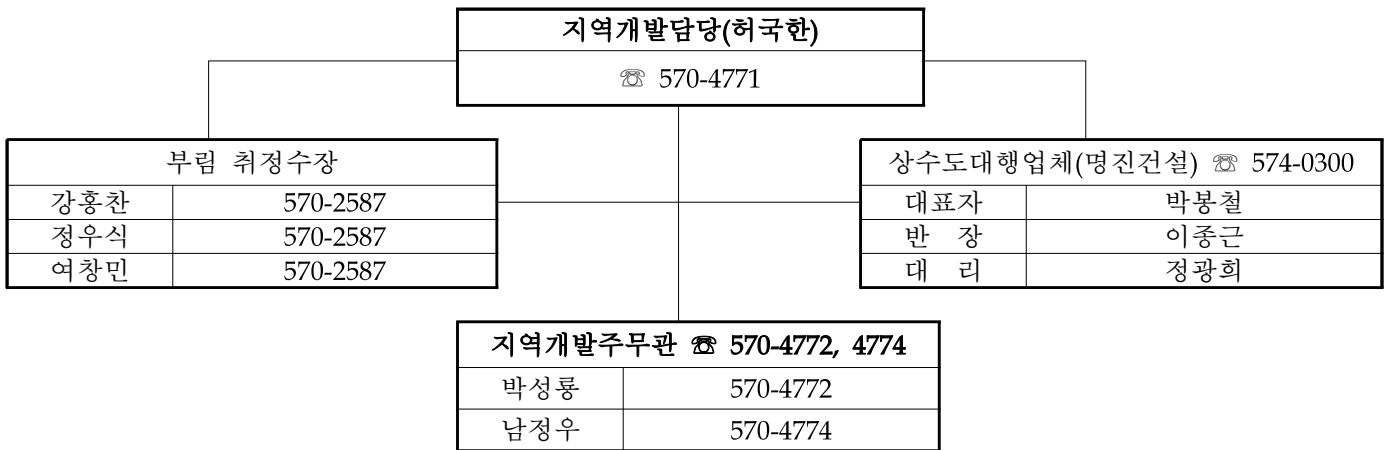 지역개발담당(허국한)
☏ 570-4771
부림 취정수장
강홍찬 570-2587
정우식 570-2587
여창민 570-2587
상수도대행업체(명진건설) ☏ 574-0300
대표자 박봉철
반 장 이종근
대 리 정광희
지역개발주무관 ☏ 570-4772, 4774
박성룡 570-4772
남정우 570-4774